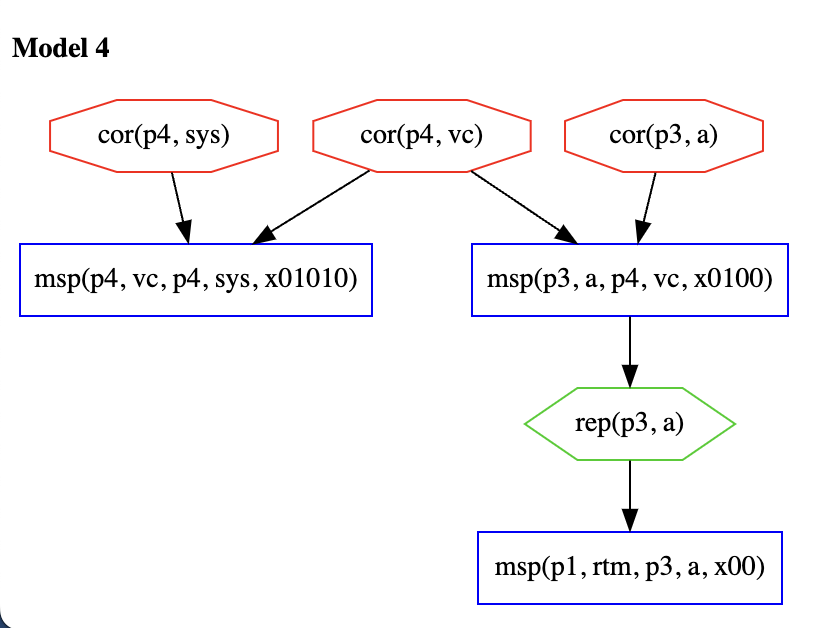 Model 4
cor(p4, sys)
cor(p4, vc)
cor(p3, a)
msp(p4, vc, p4, sys, x01010)
msp(p3, a, p4, vc, x0100)
rep(p3, a)
msp(p1, rtm, p3, a, x00)